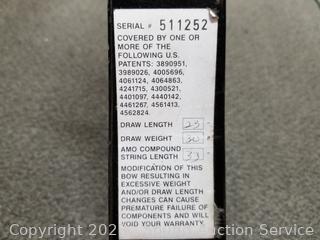 SERIAL # 511252
COVERED BY ONE OR
MORE OF THE
FOLLOWING U.S.
PATENTS: 3890951,
3989026, 4005696,
4061124, 4064863,
4241715, 4300521,
4401097, 4440142,
4461267, 4561413,
4562824.
DRAW LENGTH
DRAW WEIGHT
AMO COMPOUND
STRING LENGTH 33
MODIFICATION OF THIS
BOW RESULTING IN
EXCESSIVE WEIGHT
AND/OR DRAW LENGTH
CHANGES CAN CAUSE
PREMATURE FAILURE OF
COMPONENTS AND WILL
VOID YOUR WARRANTY.
Copyright 202 ction Service